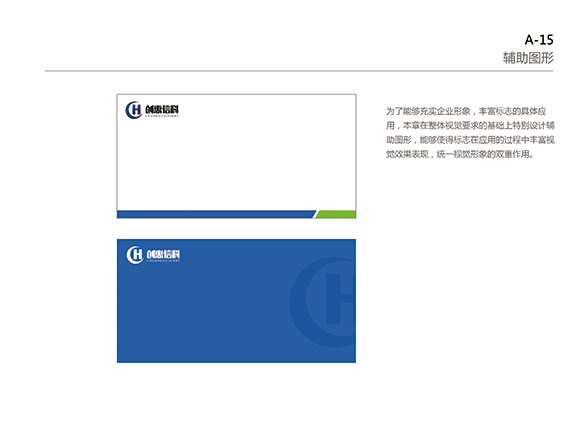 A-15
辅助图形
CH 创惠信科
为了能够充实企业形象，丰富标志的具体应
用，本章在整体视觉要求的基础上特别设计辅
助图形，能够使得标志在应用的过程中丰富视
觉效果表现，统一视觉形象的双重作用。
CH 创惠信科
CH